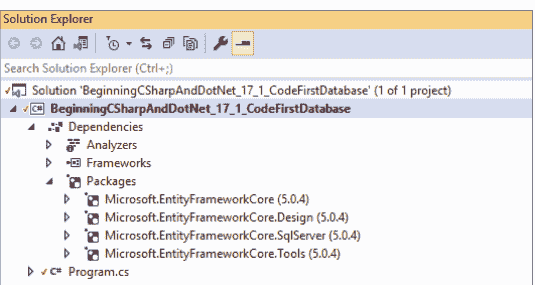 Solution Explorer
Search Solution Explorer (Ctrl+;)
Solution 'BeginningCSharpAndDotNet_17_1_CodeFirstDatabase' (1 of 1 project)
C# BeginningCSharpAndDotNet_17_1_CodeFirstDatabase
Dependencies
Analyzers
Frameworks
Packages
Microsoft.EntityFrameworkCore (5.0.4)
Microsoft.EntityFrameworkCore.Design (5.0.4)
Microsoft.EntityFrameworkCore.SqlServer (5.0.4)
Microsoft.EntityFrameworkCore.Tools (5.0.4)
C# Program.cs